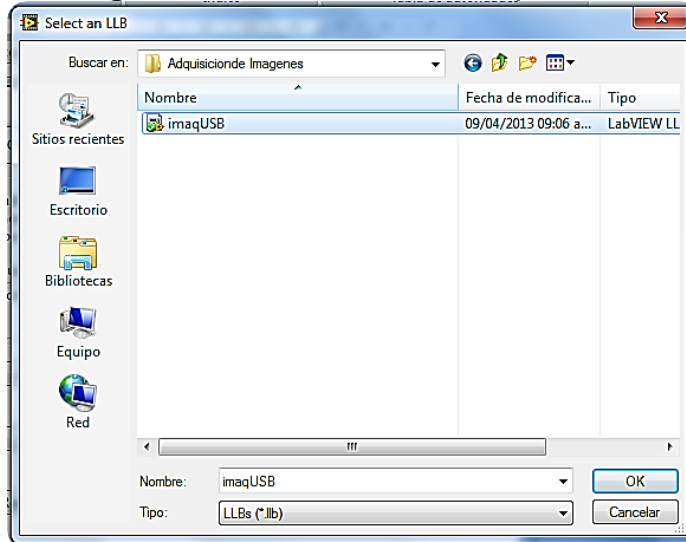 Select an LLB
Buscar en:
Adquisicionde Imagenes
Nombre
Fecha de modifica...
Tipo
imaqUSB
09/04/2013 09:06 a...
LabVIEW LL
Sitios recientes
Escritorio
Bibliotecas
Equipo
Red
Nombre:
imaqUSB
OK
Tipo:
LLBs (*.llb)
Cancelar